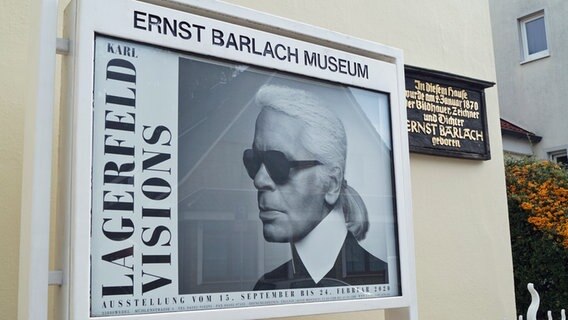 ERNST BARLACH MUSEUM
KARL
LAGERFELD
VISIONS
AUSSTELLUNG VOM 15. SEPTEMBER BIS 24. FEBRUAR 2020
In diesem Hause
wurde am 2. Januar 1870
der Bildhauer, Zeichner
und Dichter
ERNST BARLACH
geboren